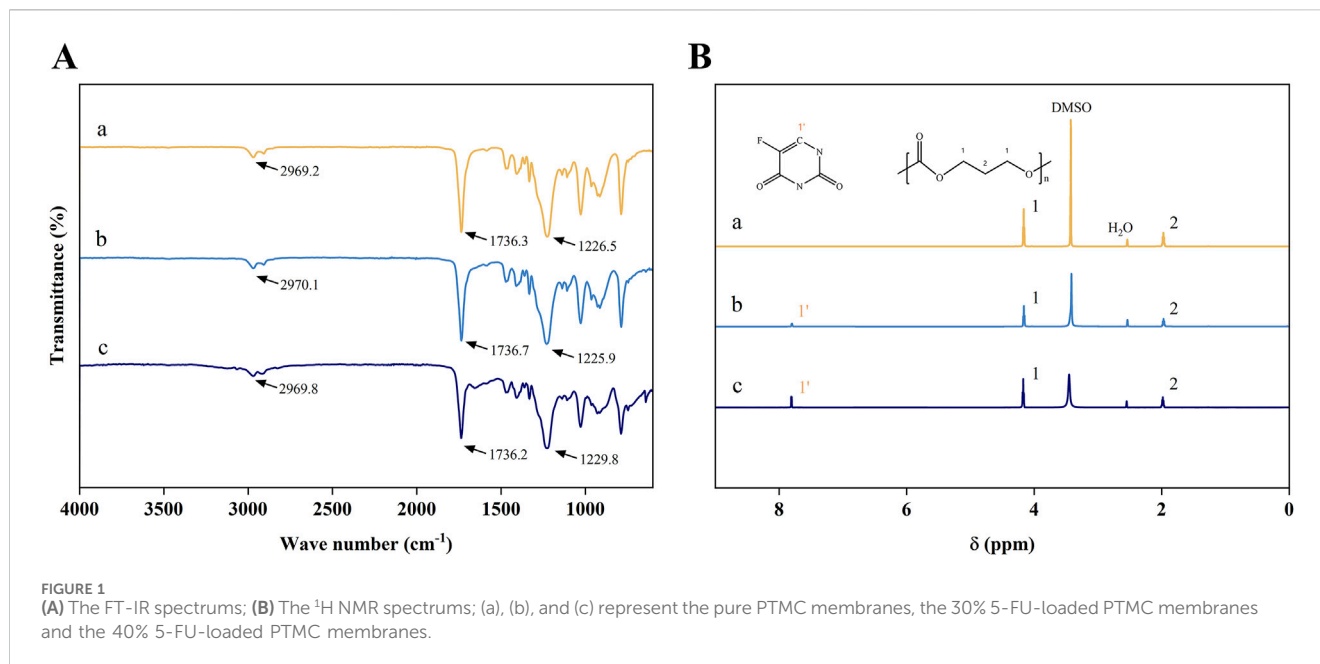 A
B
a
2969.2
1736.3
1226.5
b
2970.1
1736.7
1225.9
c
2969.8
1736.2
1229.8
Transmittance (%)
4000 3500 3000 2500 2000 1500 1000
Wave number (cm⁻¹)
1'
F C N
O N O
O 1 2 1
O O n
DMSO
a 1 H₂O 2
b 1' 1 2
c 1' 1 2
8 6 4 2 0
δ (ppm)
FIGURE 1
(A) The FT-IR spectrums; (B) The ¹H NMR spectrums; (a), (b), and (c) represent the pure PTMC membranes, the 30% 5-FU-loaded PTMC membranes
and the 40% 5-FU-loaded PTMC membranes.